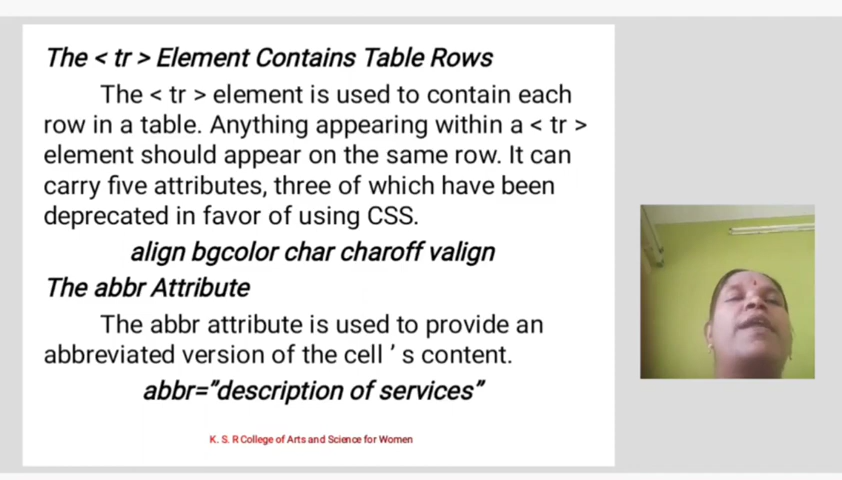 The < tr > Element Contains Table Rows
The < tr > element is used to contain each
row in a table. Anything appearing within a < tr >
element should appear on the same row. It can
carry five attributes, three of which have been
deprecated in favor of using CSS.
align bgcolor char charoff valign
The abbr Attribute
The abbr attribute is used to provide an
abbreviated version of the cell ’ s content.
abbr=”description of services”
K. S. R College of Arts and Science for Women